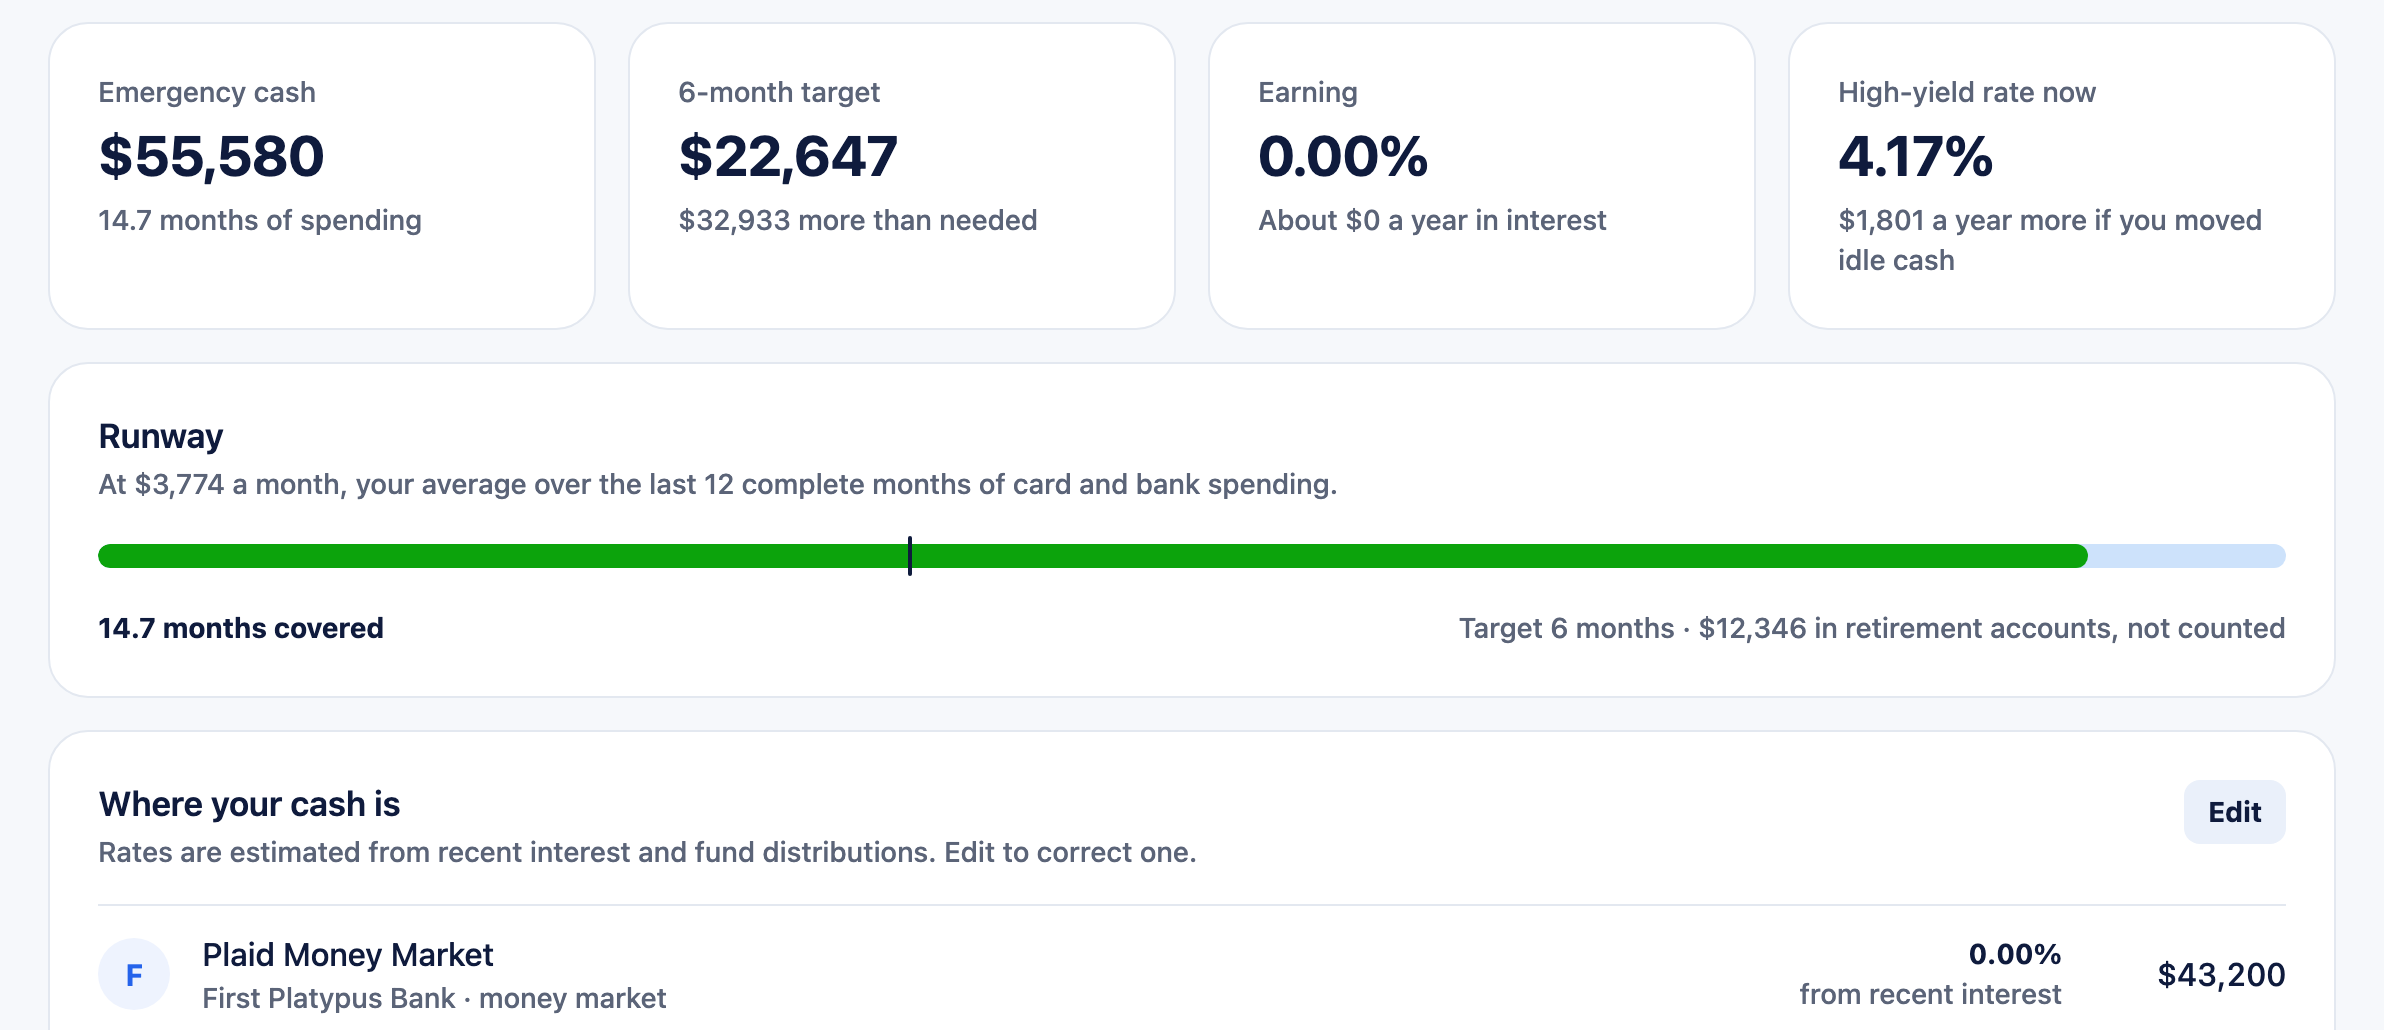 Emergency cash
$55,580
14.7 months of spending
6-month target
$22,647
$32,933 more than needed
Earning
0.00%
About $0 a year in interest
High-yield rate now
4.17%
$1,801 a year more if you moved
idle cash
Runway
At $3,774 a month, your average over the last 12 complete months of card and bank spending.
14.7 months covered
Target 6 months · $12,346 in retirement accounts, not counted
Where your cash is
Edit
Rates are estimated from recent interest and fund distributions. Edit to correct one.
F
Plaid Money Market
First Platypus Bank · money market
0.00%
from recent interest
$43,200